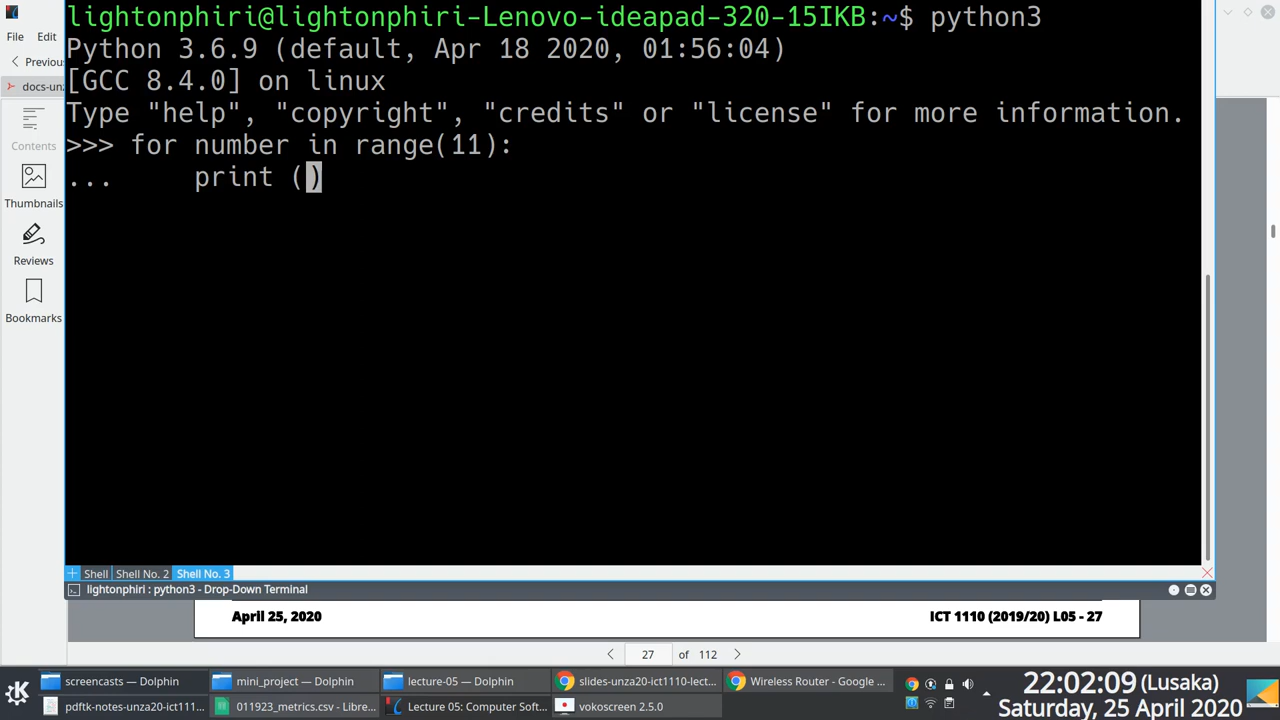 lightonphiri@lightonphiri-Lenovo-ideapad-320-15IKB:~$ python3
Python 3.6.9 (default, Apr 18 2020, 01:56:04)
[GCC 8.4.0] on linux
Type "help", "copyright", "credits" or "license" for more information.
>>> for number in range(11):
...     print ()
File Edit
Previou
docs-un
Contents
Thumbnails
Reviews
Bookmarks
Shell Shell No. 2 Shell No. 3
lightonphiri : python3 - Drop-Down Terminal
April 25, 2020 ICT 1110 (2019/20) L05 - 27
27 of 112
screencasts — Dolphin mini_project — Dolphin lecture-05 — Dolphin slides-unza20-ict1110-lect... Wireless Router - Google ...
pdftk-notes-unza20-ict111... 011923_metrics.csv - Libre... Lecture 05: Computer Soft... vokoscreen 2.5.0
22:02:09 (Lusaka)
Saturday, 25 April 2020